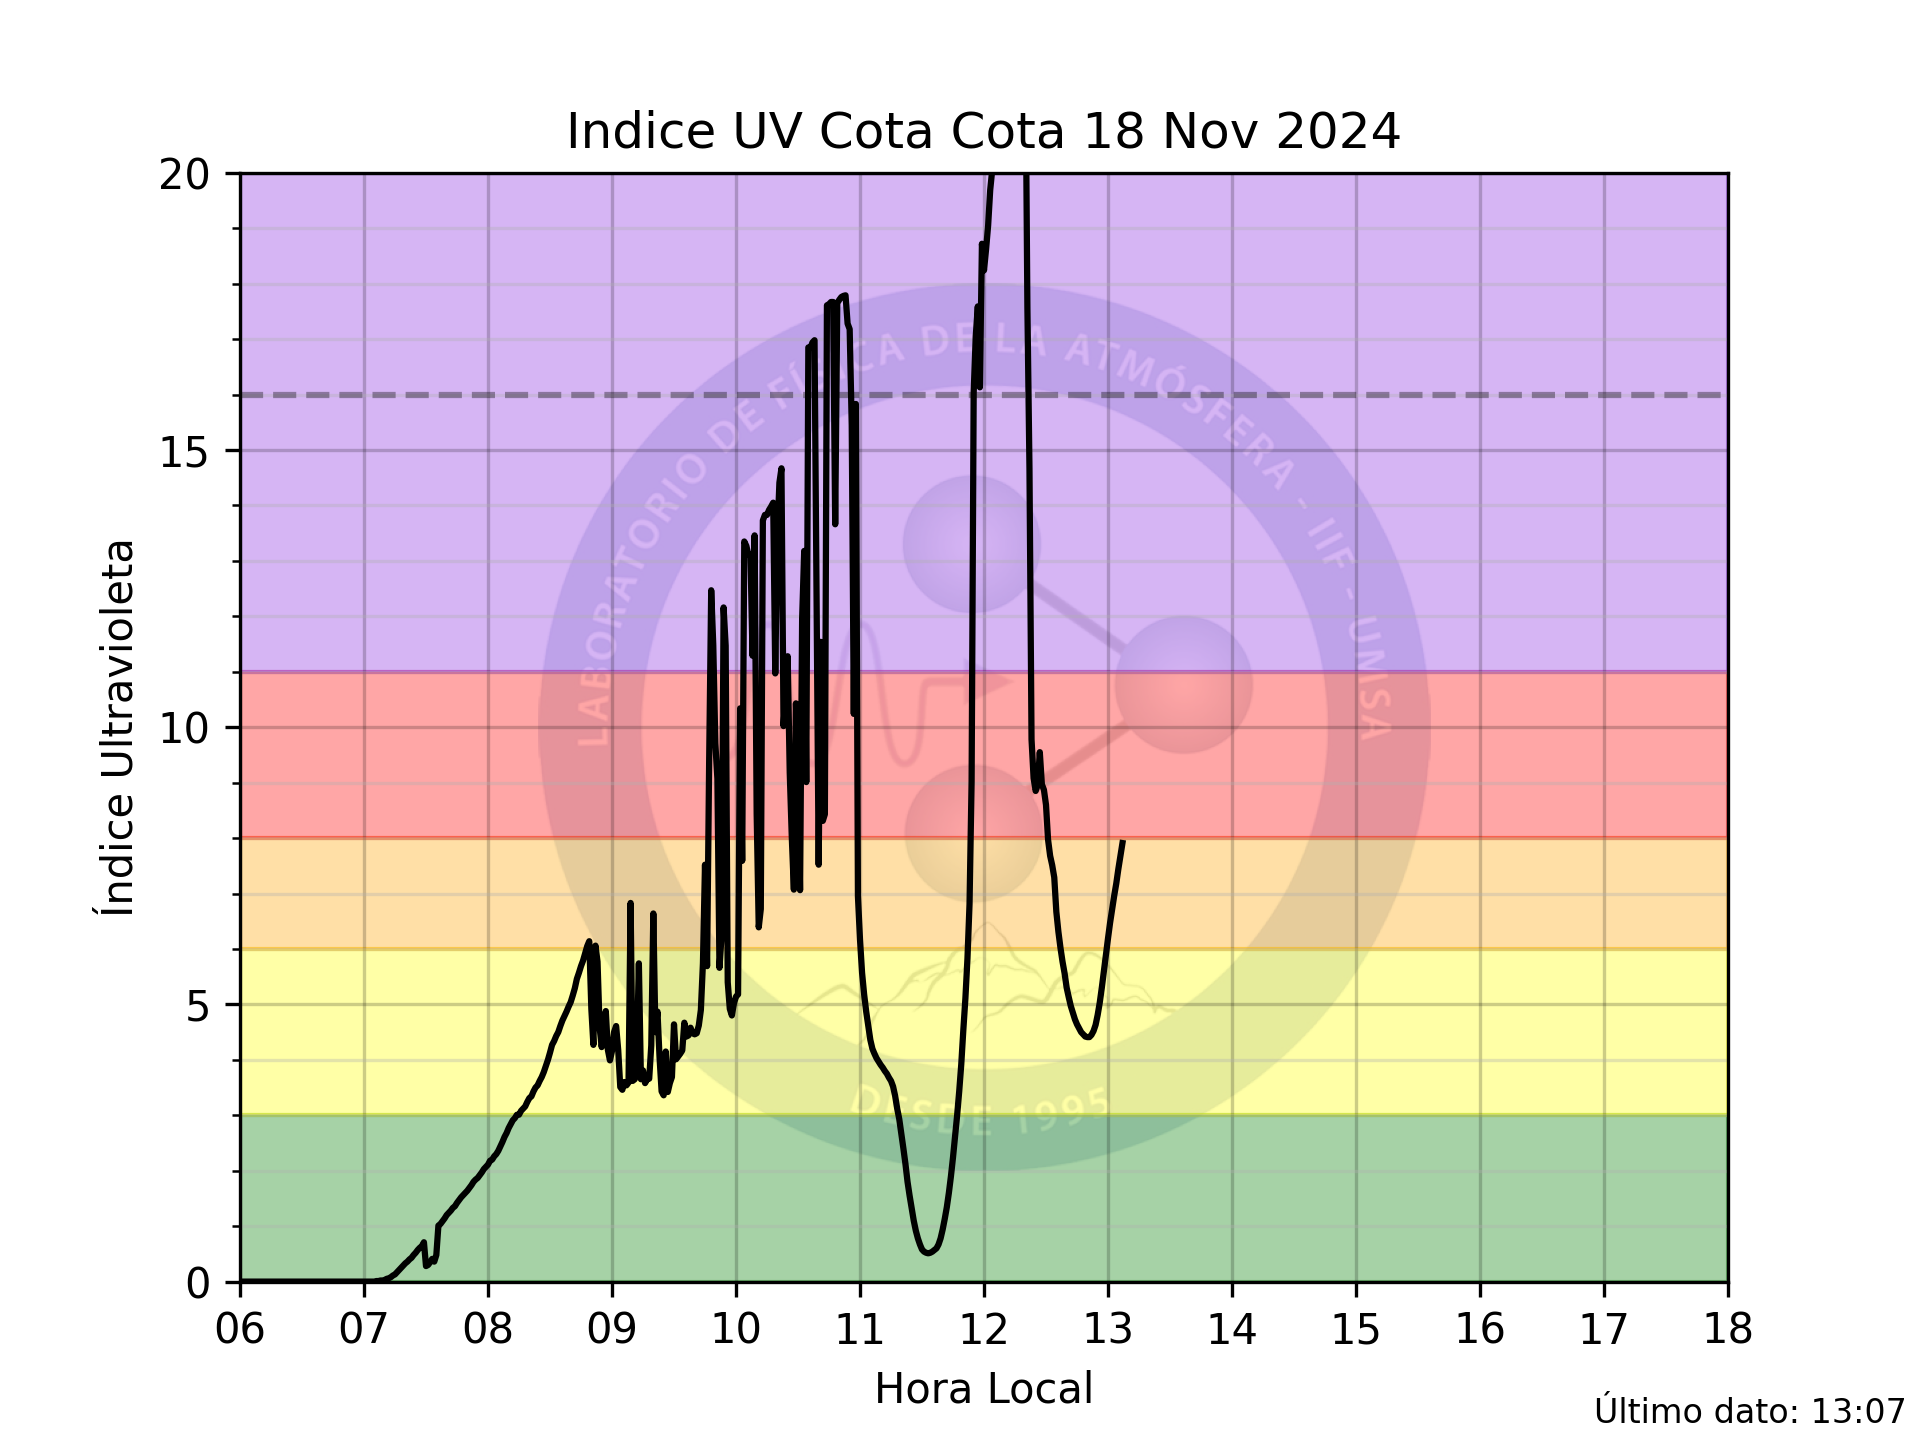 Indice UV Cota Cota 18 Nov 2024
20
15
10
5
0
Índice Ultravioleta
LABORATORIO DE FÍSICA DE LA ATMÓSFERA - IIF - UMSA
DESDE 1995
06 07 08 09 10 11 12 13 14 15 16 17 18
Hora Local
Último dato: 13:07